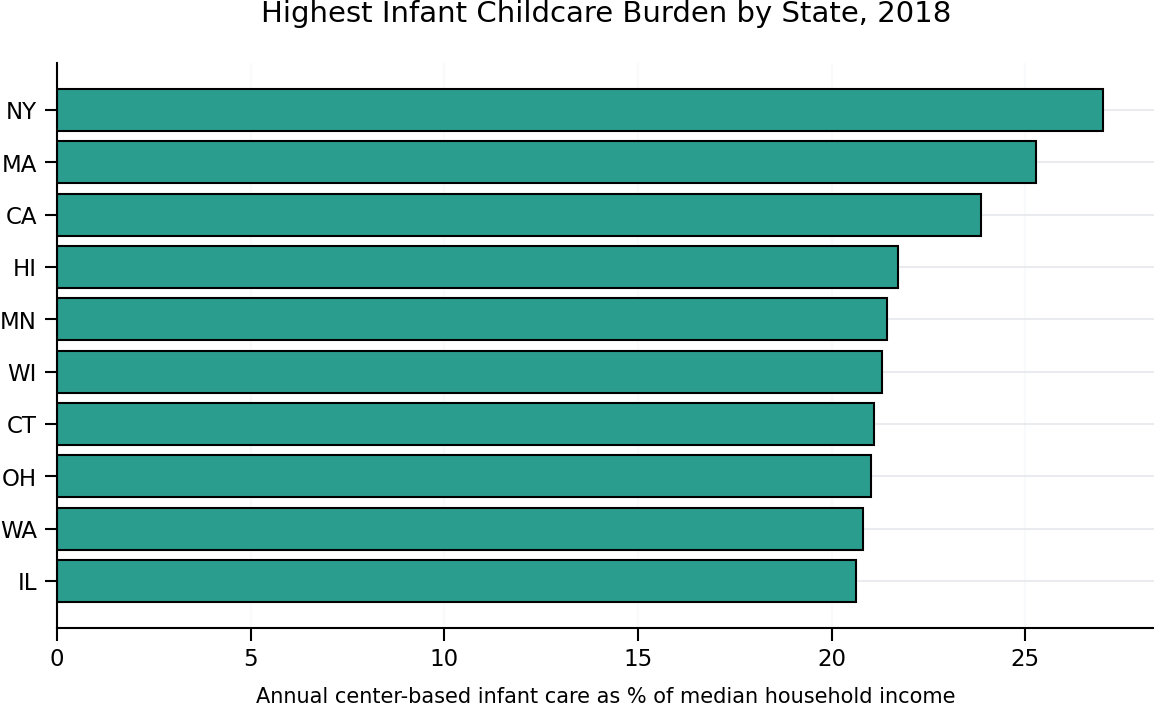 Highest Infant Childcare Burden by State, 2018
NY
MA
CA
HI
MN
WI
CT
OH
WA
IL
0 5 10 15 20 25
Annual center-based infant care as % of median household income